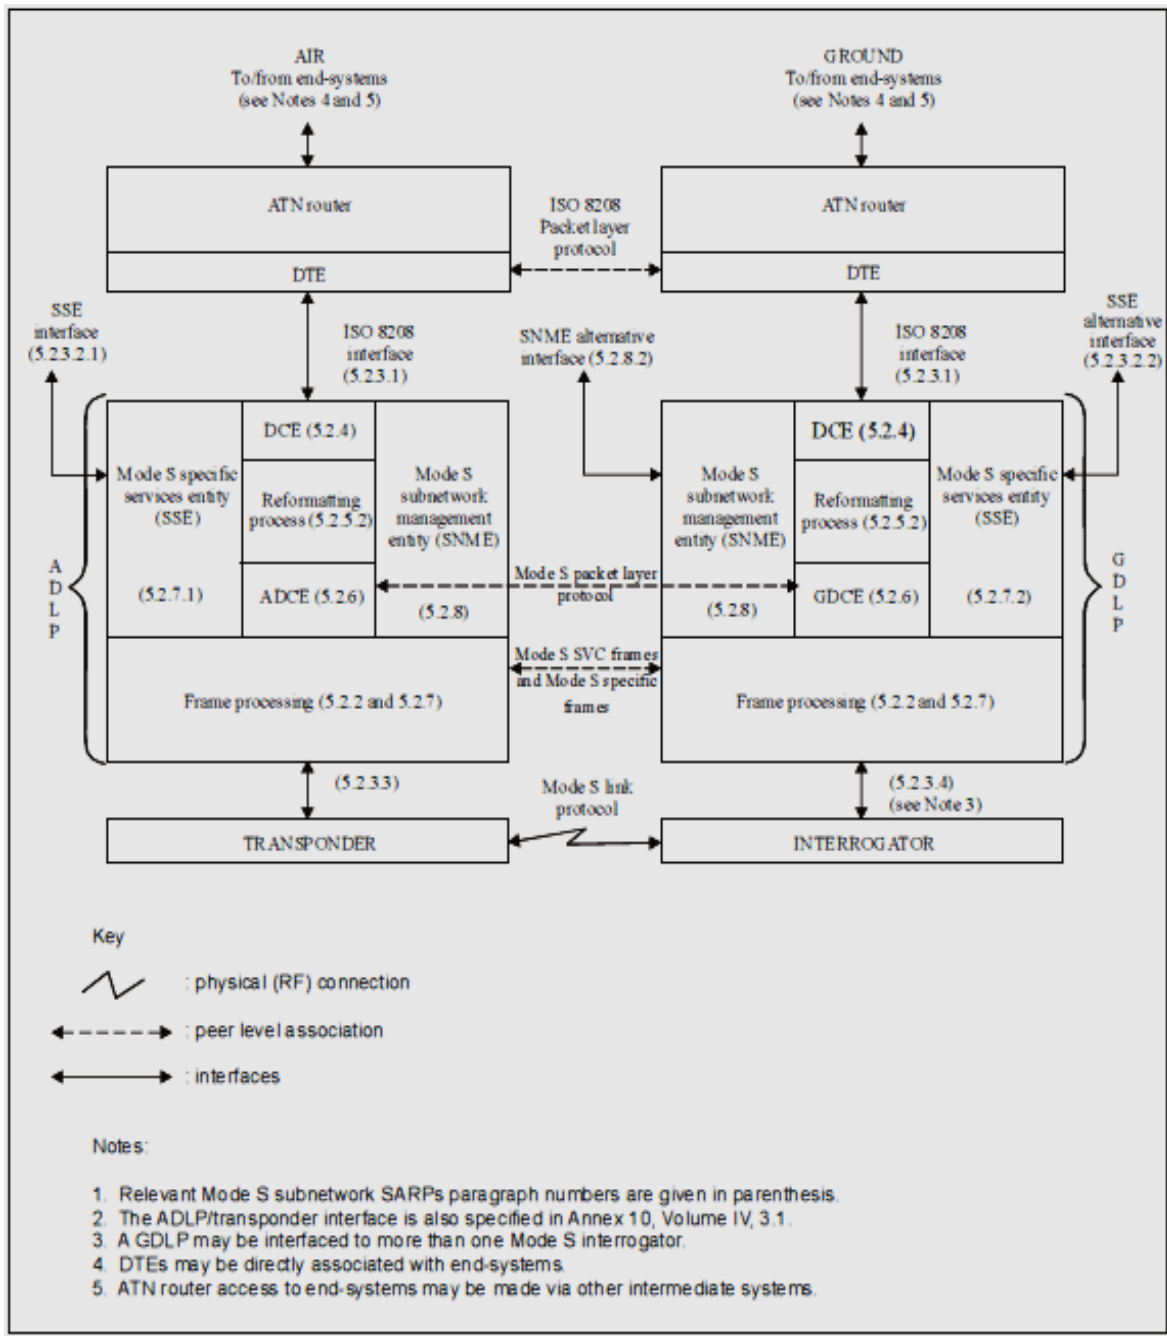 AIR
To/from end-systems
(see Notes 4 and 5)
GROUND
To/from end-systems
(see Notes 4 and 5)
ATN router
DTE
ISO 8208
Packet layer
protocol
ATN router
DTE
SSE
interface
(5.2.3.2.1)
ISO 8208
interface
(5.2.3.1)
SNME alternative
interface (5.2.8.2)
ISO 8208
interface
(5.2.3.1)
SSE
alternative
interface
(5.2.3.2.2)
A
D
L
P
Mode S specific
services entity
(SSE)
(5.2.7.1)
DCE (5.2.4)
Reformatting
process (5.2.5.2)
ADCE (5.2.6)
Mode S
subnetwork
management
entity (SNME)
(5.2.8)
Mode S packet layer
protocol
Mode S
subnetwork
management
entity (SNME)
(5.2.8)
DCE (5.2.4)
Reformatting
process (5.2.5.2)
GDCE (5.2.6)
Mode S specific
services entity
(SSE)
(5.2.7.2)
G
D
L
P
Frame processing (5.2.2 and 5.2.7)
Mode S SVC frames
and Mode S specific
frames
Frame processing (5.2.2 and 5.2.7)
(5.2.3.3)
Mode S link
protocol
(5.2.3.4)
(see Note 3)
TRANSPONDER
INTERROGATOR
Key
: physical (RF) connection
: peer level association
: interfaces
Notes:
1. Relevant Mode S subnetwork SARPs paragraph numbers are given in parenthesis.
2. The ADLP/transponder interface is also specified in Annex 10, Volume IV, 3.1.
3. A GDLP may be interfaced to more than one Mode S interrogator.
4. DTEs may be directly associated with end-systems.
5. ATN router access to end-systems may be made via other intermediate systems.